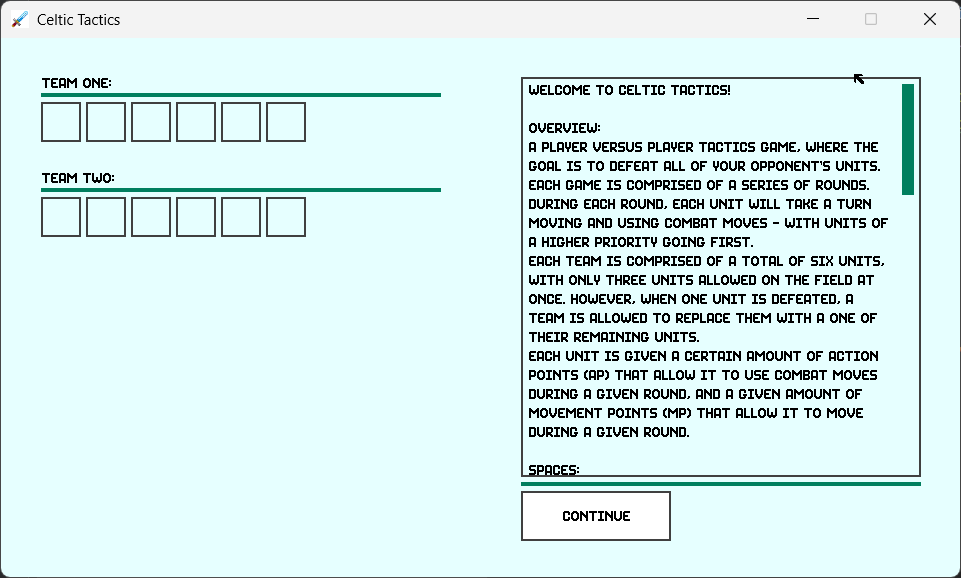 Celtic Tactics
TEAM ONE:
TEAM TWO:
WELCOME TO CELTIC TACTICS!
OVERVIEW:
A PLAYER VERSUS PLAYER TACTICS GAME, WHERE THE
GOAL IS TO DEFEAT ALL OF YOUR OPPONENT'S UNITS.
EACH GAME IS COMPRISED OF A SERIES OF ROUNDS.
DURING EACH ROUND, EACH UNIT WILL TAKE A TURN
MOVING AND USING COMBAT MOVES - WITH UNITS OF
A HIGHER PRIORITY GOING FIRST.
EACH TEAM IS COMPRISED OF A TOTAL OF SIX UNITS,
WITH ONLY THREE UNITS ALLOWED ON THE FIELD AT
ONCE. HOWEVER, WHEN ONE UNIT IS DEFEATED, A
TEAM IS ALLOWED TO REPLACE THEM WITH A ONE OF
THEIR REMAINING UNITS.
EACH UNIT IS GIVEN A CERTAIN AMOUNT OF ACTION
POINTS (AP) THAT ALLOW IT TO USE COMBAT MOVES
DURING A GIVEN ROUND, AND A GIVEN AMOUNT OF
MOVEMENT POINTS (MP) THAT ALLOW IT TO MOVE
DURING A GIVEN ROUND.
SPACES:
CONTINUE